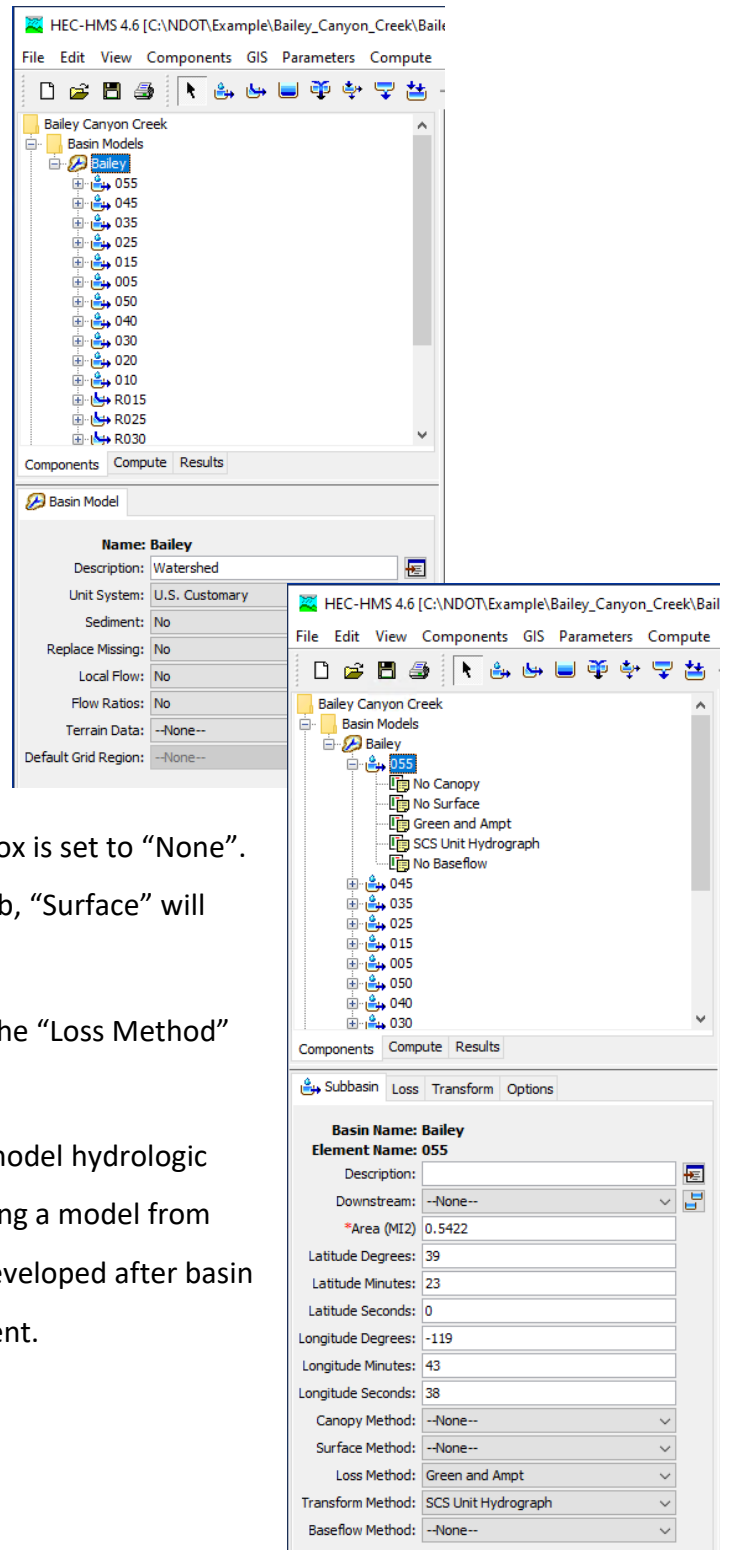 HEC-HMS 4.6 [C:\NDOT\Example\Bailey_Canyon_Creek\Baile
File Edit View Components GIS Parameters Compute
Bailey Canyon Creek
Basin Models
Bailey
055
045
035
025
015
005
050
040
030
020
010
R015
R025
R030
Components Compute Results
Basin Model
Name: Bailey
Description: Watershed
Unit System: U.S. Customary
Sediment: No
Replace Missing: No
Local Flow: No
Flow Ratios: No
Terrain Data: --None--
Default Grid Region: --None--
HEC-HMS 4.6 [C:\NDOT\Example\Bailey_Canyon_Creek\Bail
File Edit View Components GIS Parameters Compute
Bailey Canyon Creek
Basin Models
Bailey
055
No Canopy
No Surface
Green and Ampt
SCS Unit Hydrograph
No Baseflow
045
035
025
015
005
050
040
030
Components Compute Results
Subbasin Loss Transform Options
Basin Name: Bailey
Element Name: 055
Description:
Downstream: --None--
*Area (MI2) 0.5422
Latitude Degrees: 39
Latitude Minutes: 23
Latitude Seconds: 0
Longitude Degrees: -119
Longitude Minutes: 43
Longitude Seconds: 38
Canopy Method: --None--
Surface Method: --None--
Loss Method: Green and Ampt
Transform Method: SCS Unit Hydrograph
Baseflow Method: --None--
ox is set to “None”.
b, “Surface” will
he “Loss Method”
nodel hydrologic
ng a model from
eveloped after basin
ent.